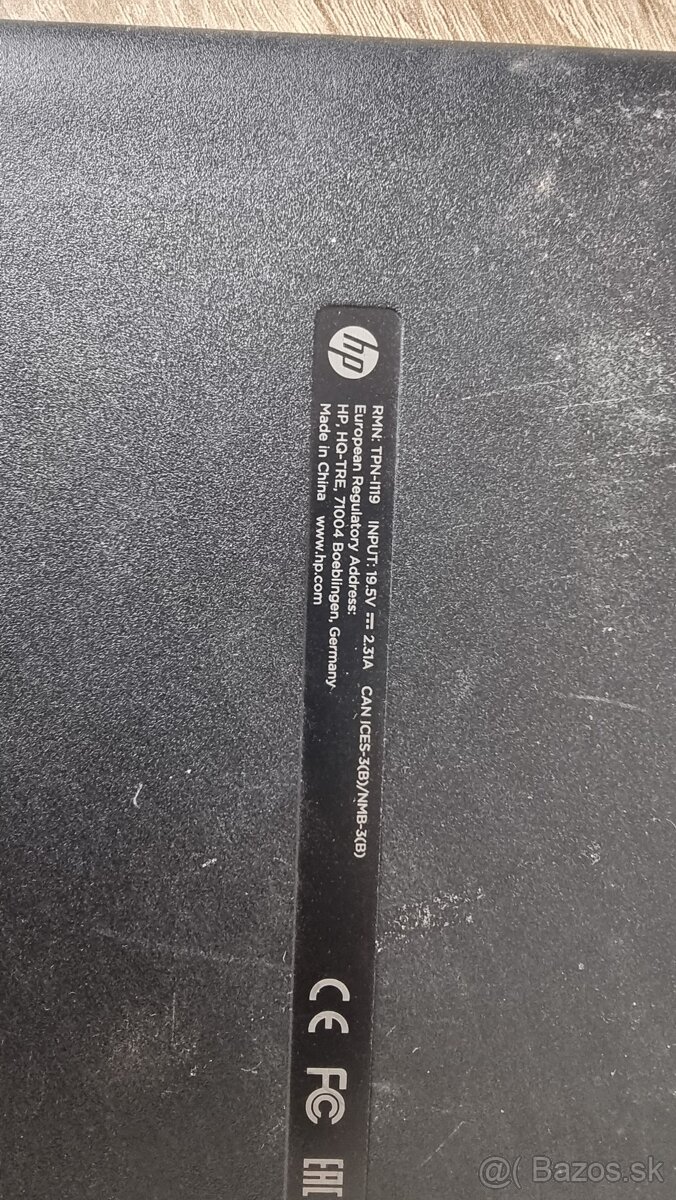 hp
RMN: TPN-I119 INPUT: 19.5V 2.31A CAN ICES-3(B)/NMB-3(B)
European Regulatory Address:
HP, HQ-TRE, 71004 Boeblingen, Germany
Made in China www.hp.com
CE
FC
EAC
@( Bazos.sk